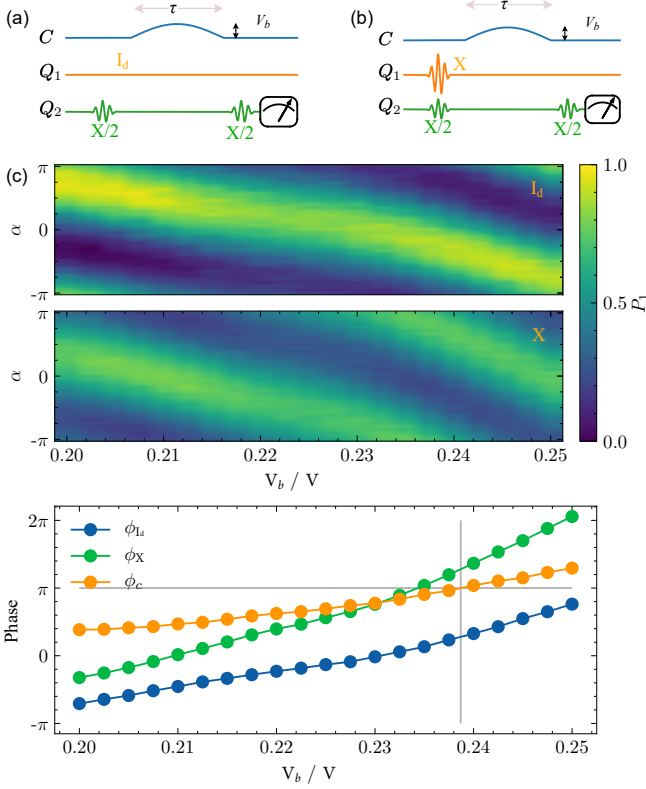 (a)
τ
V_b
C
I_d
Q_1
Q_2
X/2
X/2
(b)
τ
V_b
C
X
Q_1
Q_2
X/2
X/2
(c)
π
α
0
-π
I_d
π
α
0
-π
X
0.20
0.21
0.22
0.23
0.24
0.25
V_b / V
1.0
0.5
0.0
P_1
2π
π
0
-π
Phase
ϕ_{I_d}
ϕ_X
ϕ_c
0.20
0.21
0.22
0.23
0.24
0.25
V_b / V